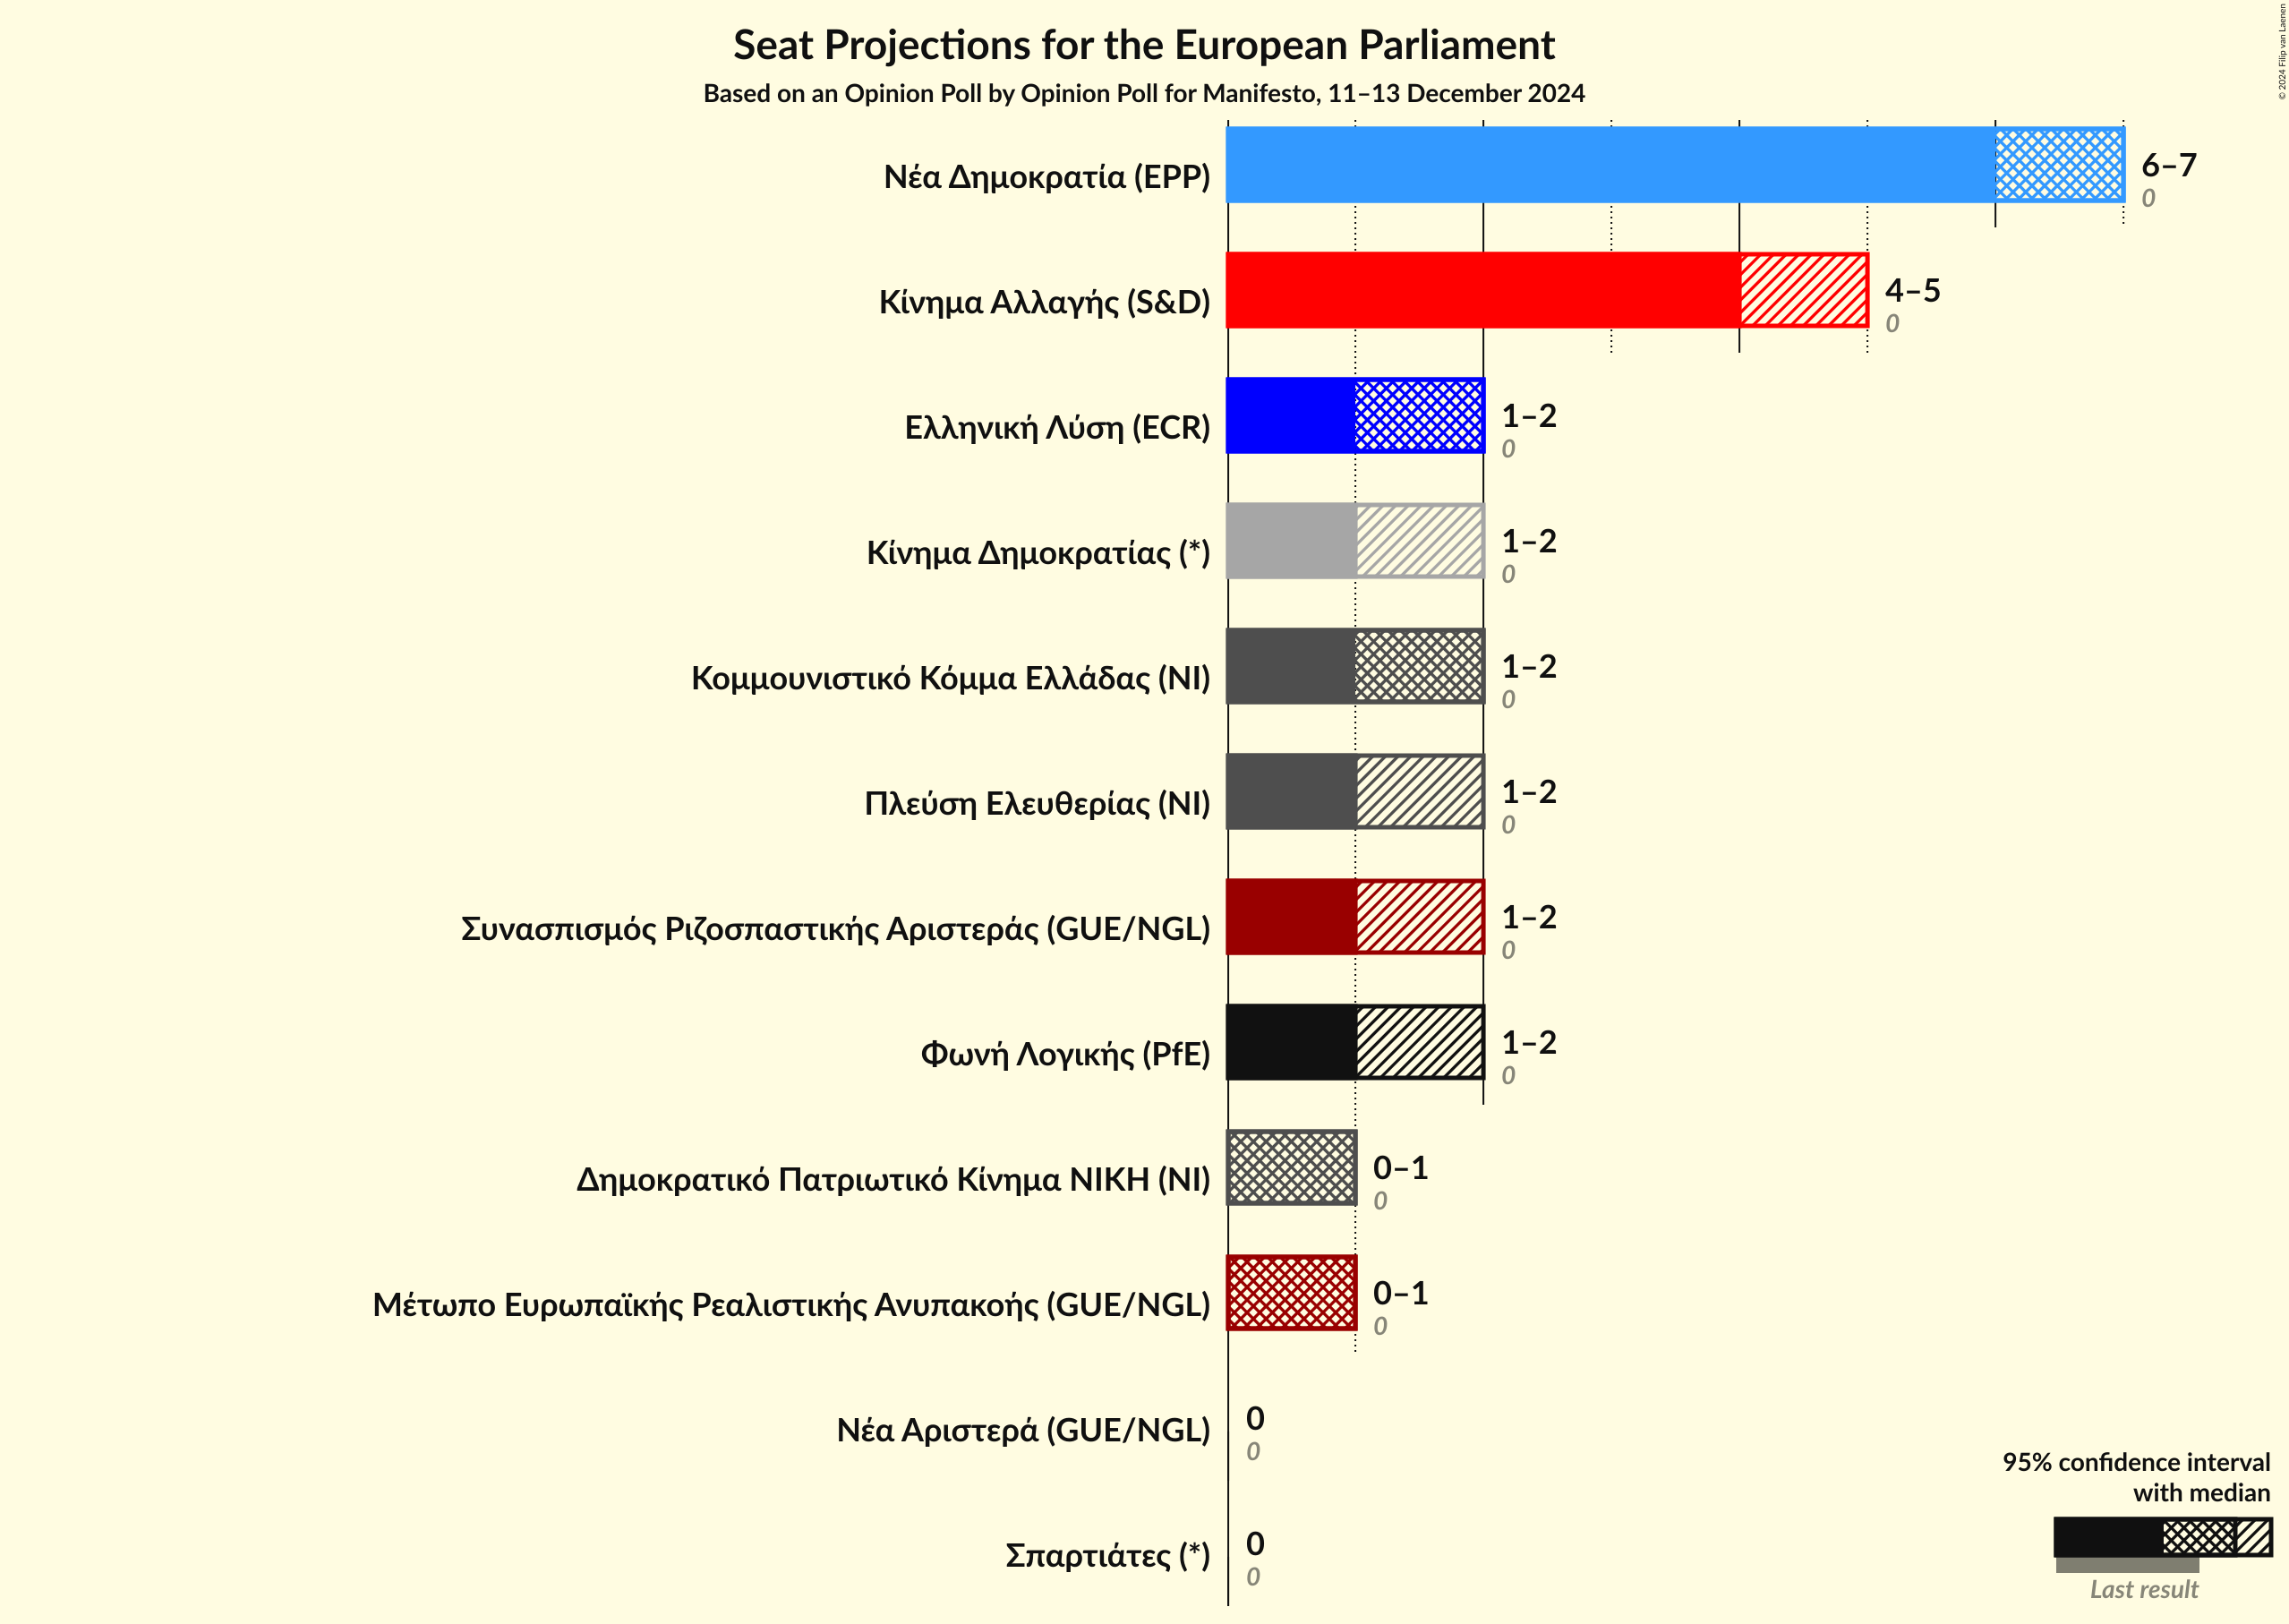 Seat Projections for the European Parliament
Based on an Opinion Poll by Opinion Poll for Manifesto, 11–13 December 2024
© 2024 Filip van Laenen
Νέα Δημοκρατία (EPP)
6–7
0
Κίνημα Αλλαγής (S&D)
4–5
0
Ελληνική Λύση (ECR)
1–2
0
Κίνημα Δημοκρατίας (*)
1–2
0
Κομμουνιστικό Κόμμα Ελλάδας (NI)
1–2
0
Πλεύση Ελευθερίας (NI)
1–2
0
Συνασπισμός Ριζοσπαστικής Αριστεράς (GUE/NGL)
1–2
0
Φωνή Λογικής (PfE)
1–2
0
Δημοκρατικό Πατριωτικό Κίνημα ΝΙΚΗ (NI)
0–1
0
Μέτωπο Ευρωπαϊκής Ρεαλιστικής Ανυπακοής (GUE/NGL)
0–1
0
Νέα Αριστερά (GUE/NGL)
0
0
Σπαρτιάτες (*)
0
0
95% confidence interval
with median
Last result